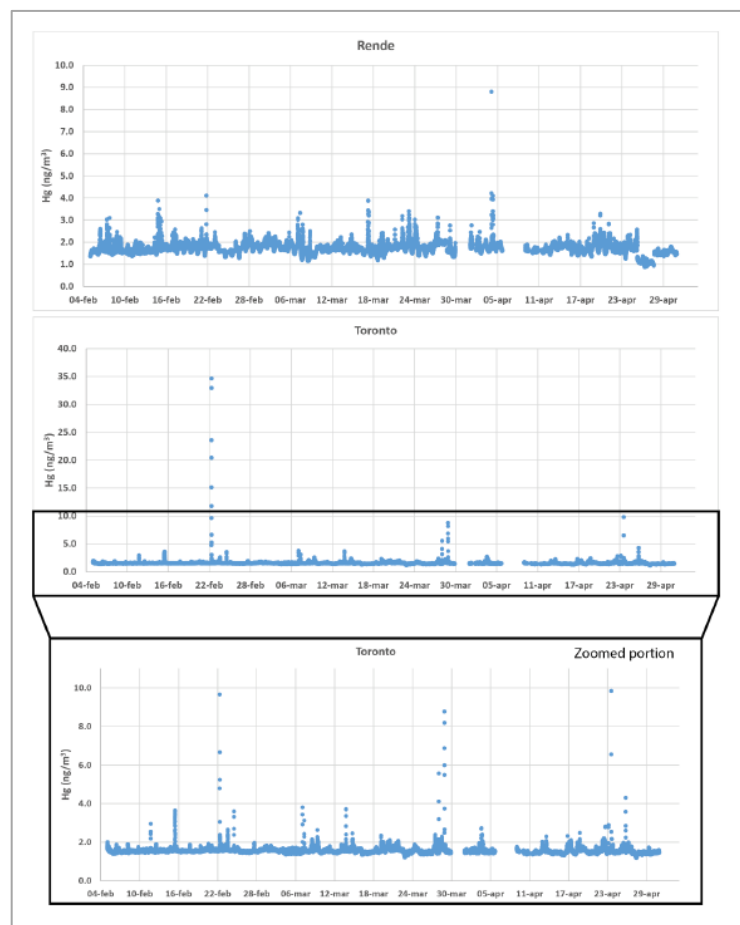 Rende
10.0
9.0
8.0
7.0
6.0
5.0
4.0
3.0
2.0
1.0
0.0
Hg (ng/m³)
04-feb 10-feb 16-feb 22-feb 28-feb 06-mar 12-mar 18-mar 24-mar 30-mar 05-apr 11-apr 17-apr 23-apr 29-apr
Toronto
40.0
35.0
30.0
25.0
20.0
15.0
10.0
5.0
0.0
Hg (ng/m³)
04-feb 10-feb 16-feb 22-feb 28-feb 06-mar 12-mar 18-mar 24-mar 30-mar 05-apr 11-apr 17-apr 23-apr 29-apr
Toronto Zoomed portion
10.0
8.0
6.0
4.0
2.0
0.0
Hg (ng/m³)
04-feb 10-feb 16-feb 22-feb 28-feb 06-mar 12-mar 18-mar 24-mar 30-mar 05-apr 11-apr 17-apr 23-apr 29-apr